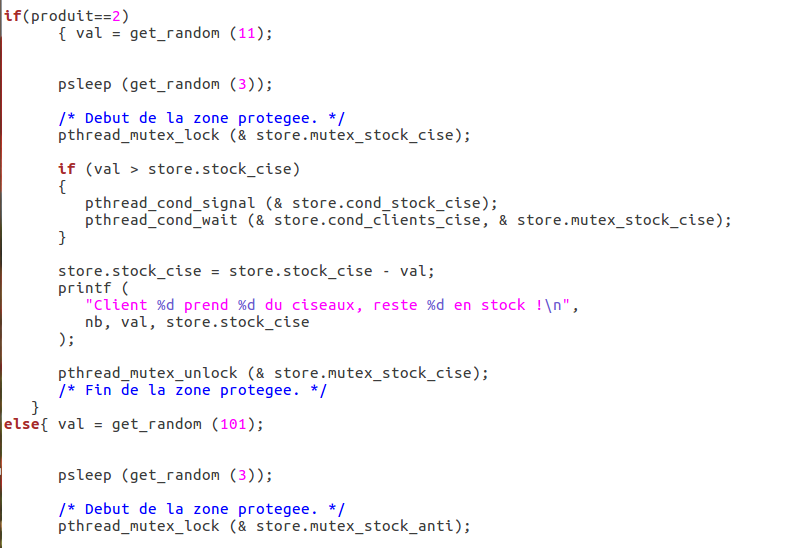 if(produit==2)
{ val = get_random (11);
psleep (get_random (3));
/* Debut de la zone protegee. */
pthread_mutex_lock (& store.mutex_stock_cise);
if (val > store.stock_cise)
{
pthread_cond_signal (& store.cond_stock_cise);
pthread_cond_wait (& store.cond_clients_cise, & store.mutex_stock_cise);
}
store.stock_cise = store.stock_cise - val;
printf (
"Client %d prend %d du ciseaux, reste %d en stock !\n",
nb, val, store.stock_cise
);
pthread_mutex_unlock (& store.mutex_stock_cise);
/* Fin de la zone protegee. */
}
else{ val = get_random (101);
psleep (get_random (3));
/* Debut de la zone protegee. */
pthread_mutex_lock (& store.mutex_stock_anti);